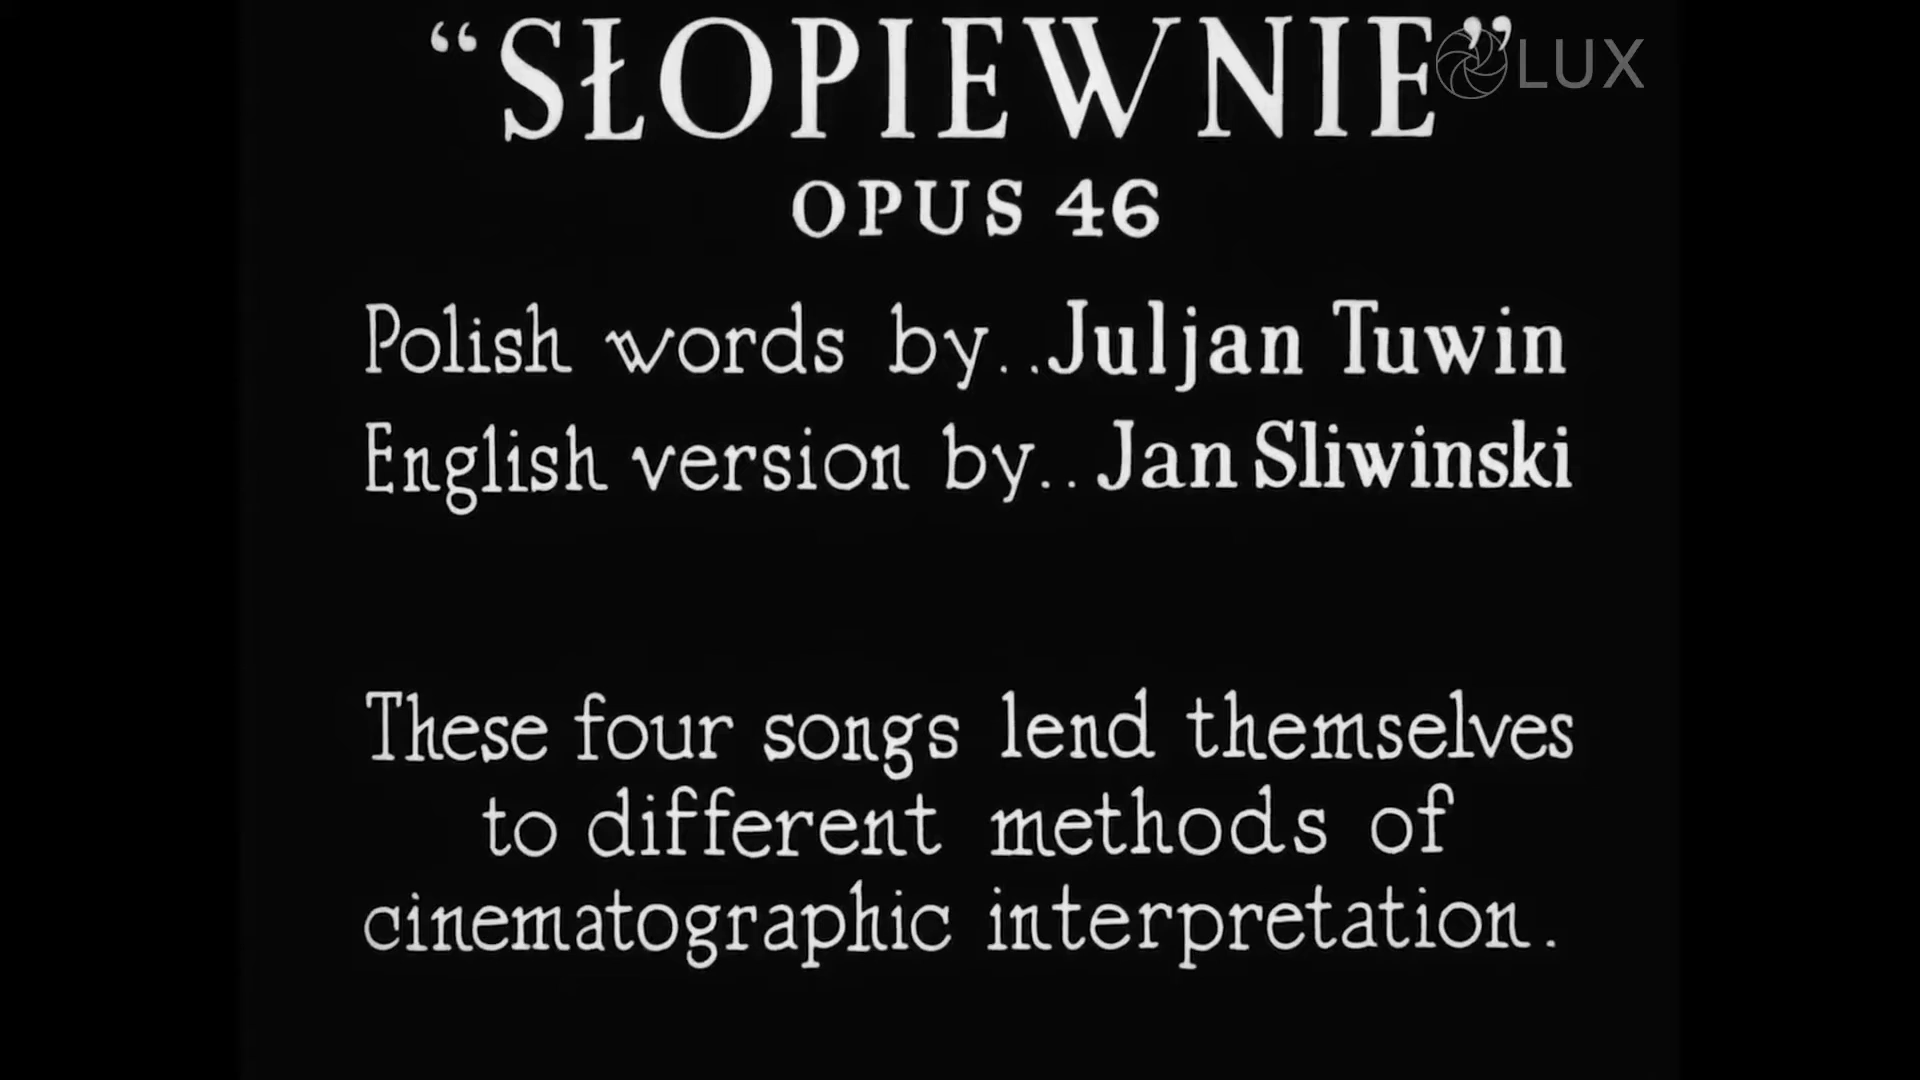 “SŁOPIEWNIE”
LUX
OPUS 46
Polish words by..Juljan Tuwin
English version by..Jan Sliwinski
These four songs lend themselves
to different methods of
cinematographic interpretation.